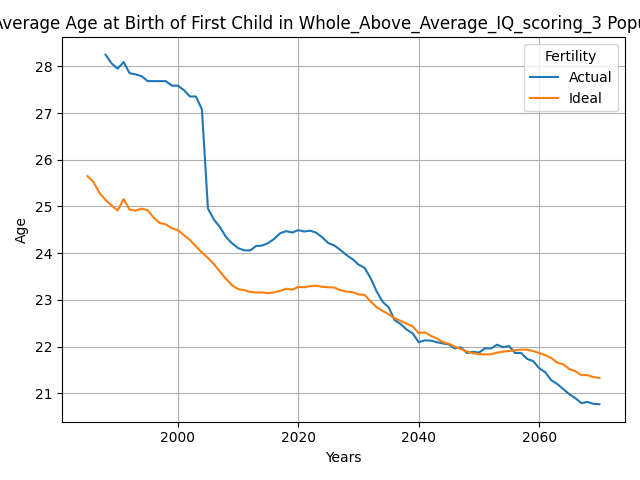 Average Age at Birth of First Child in Whole_Above_Average_IQ_scoring_3
Fertility
Actual
Ideal
Age
28
27
26
25
24
23
22
21
2000 2020 2040 2060
Years